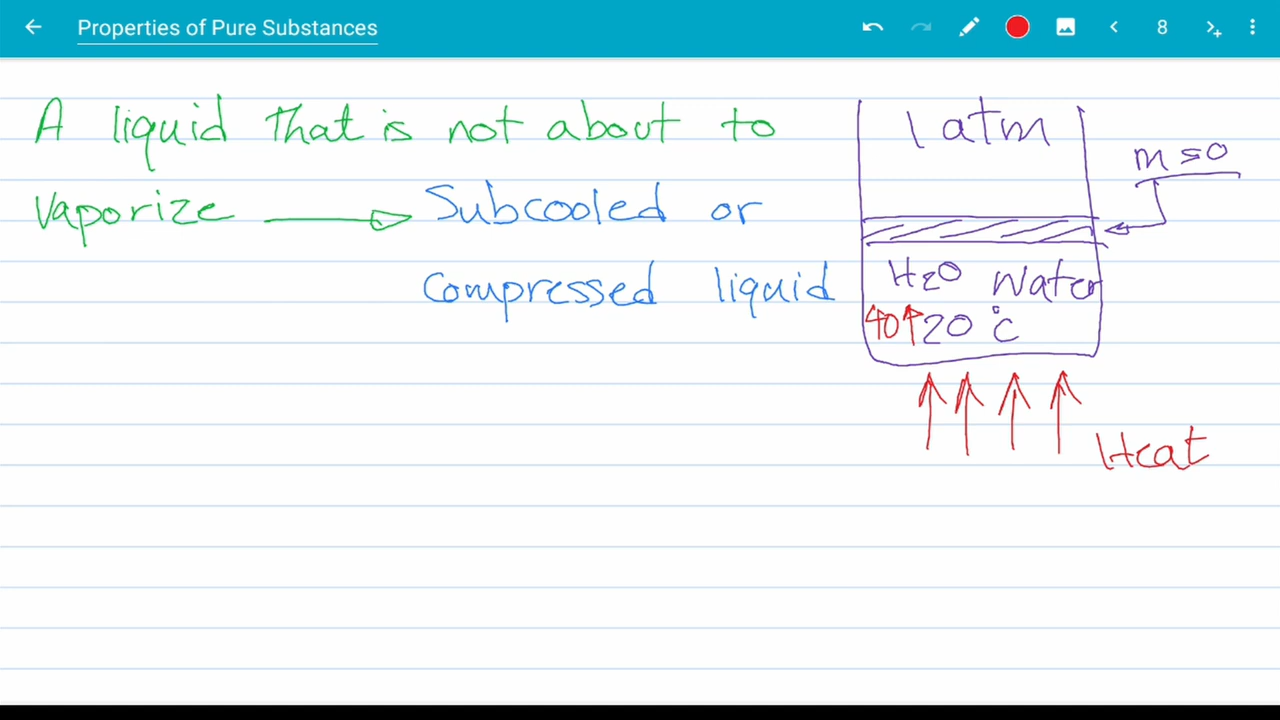 Properties of Pure Substances
8
A liquid that is not about to
vaporize → Subcooled or
Compressed liquid
1 atm
m = 0
H2O Water
40 20 °C
Heat